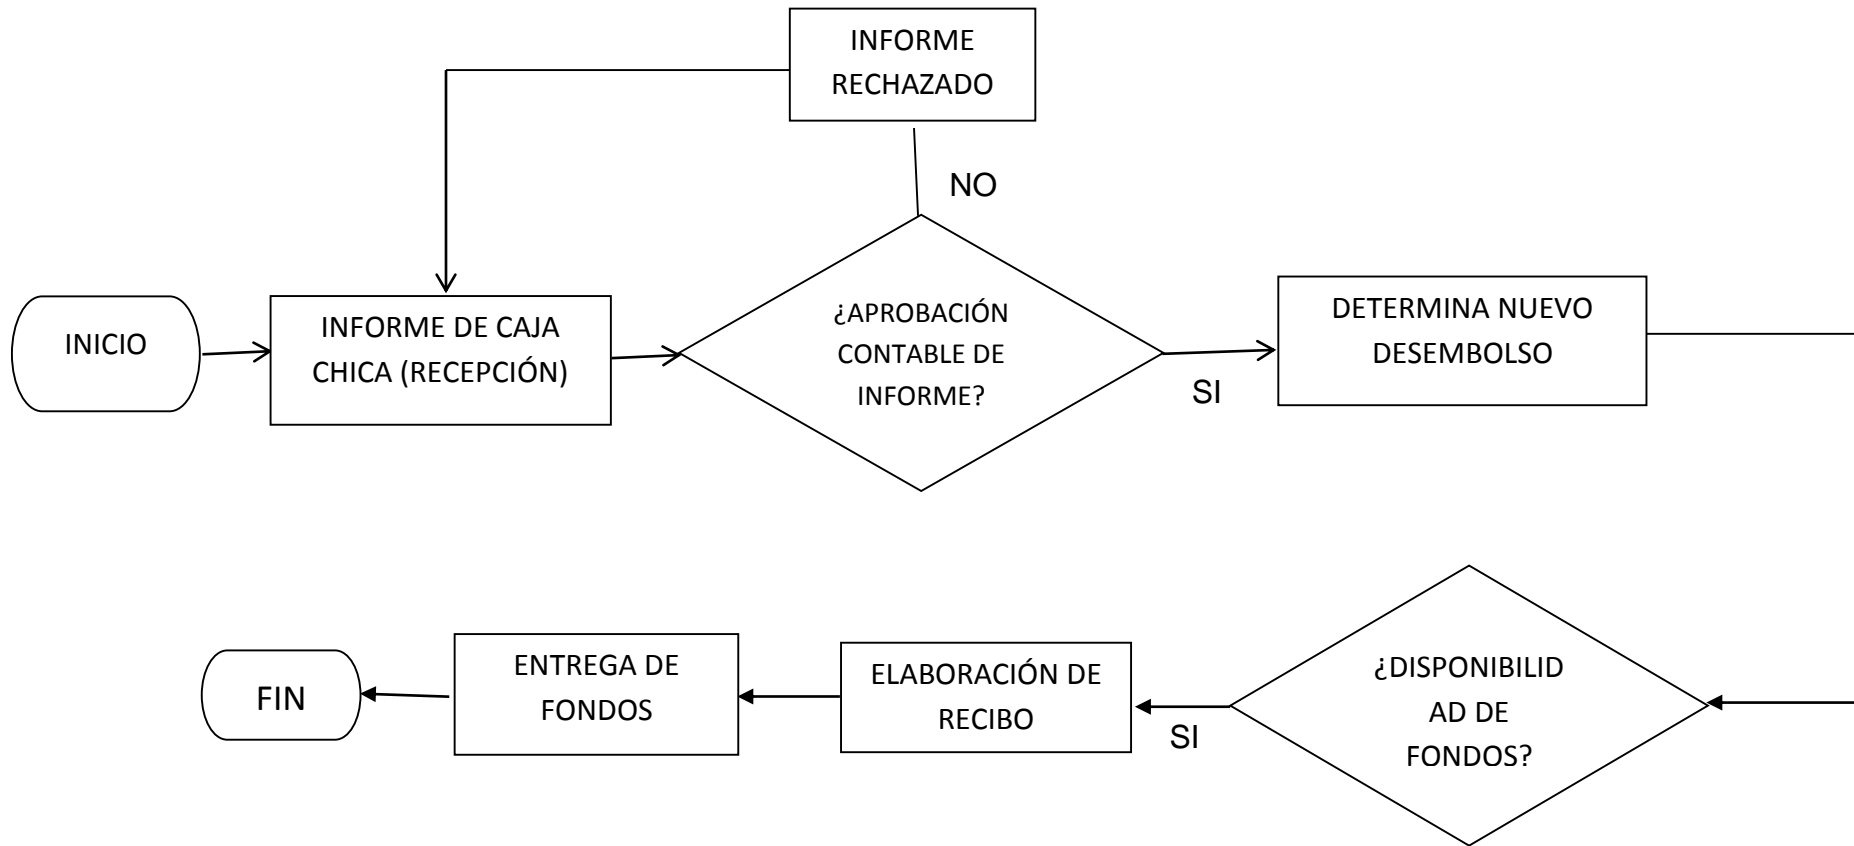 INFORME
RECHAZADO
NO
INICIO
INFORME DE CAJA
CHICA (RECEPCIÓN)
¿APROBACIÓN
CONTABLE DE
INFORME?
SI
DETERMINA NUEVO
DESEMBOLSO
FIN
ENTREGA DE
FONDOS
ELABORACIÓN DE
RECIBO
SI
¿DISPONIBILID
AD DE
FONDOS?